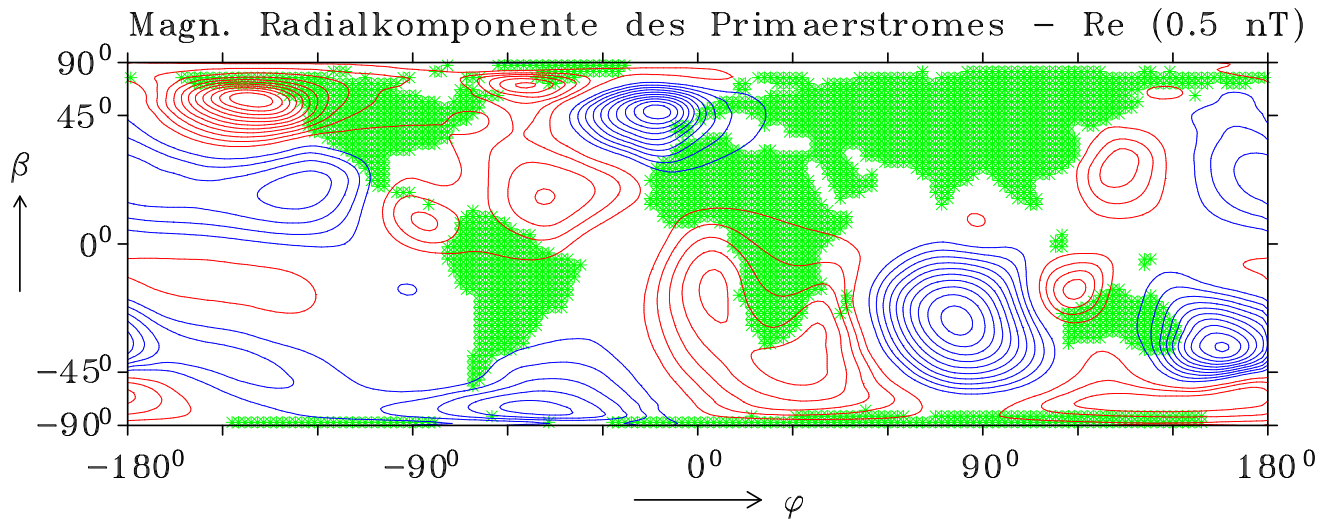 Magn. Radialkomponente des Primaerstromes − Re (0.5 nT)
90⁰
45⁰
β
0⁰
−45⁰
−90⁰
−180⁰ −90⁰ 0⁰ 90⁰ 180⁰
φ